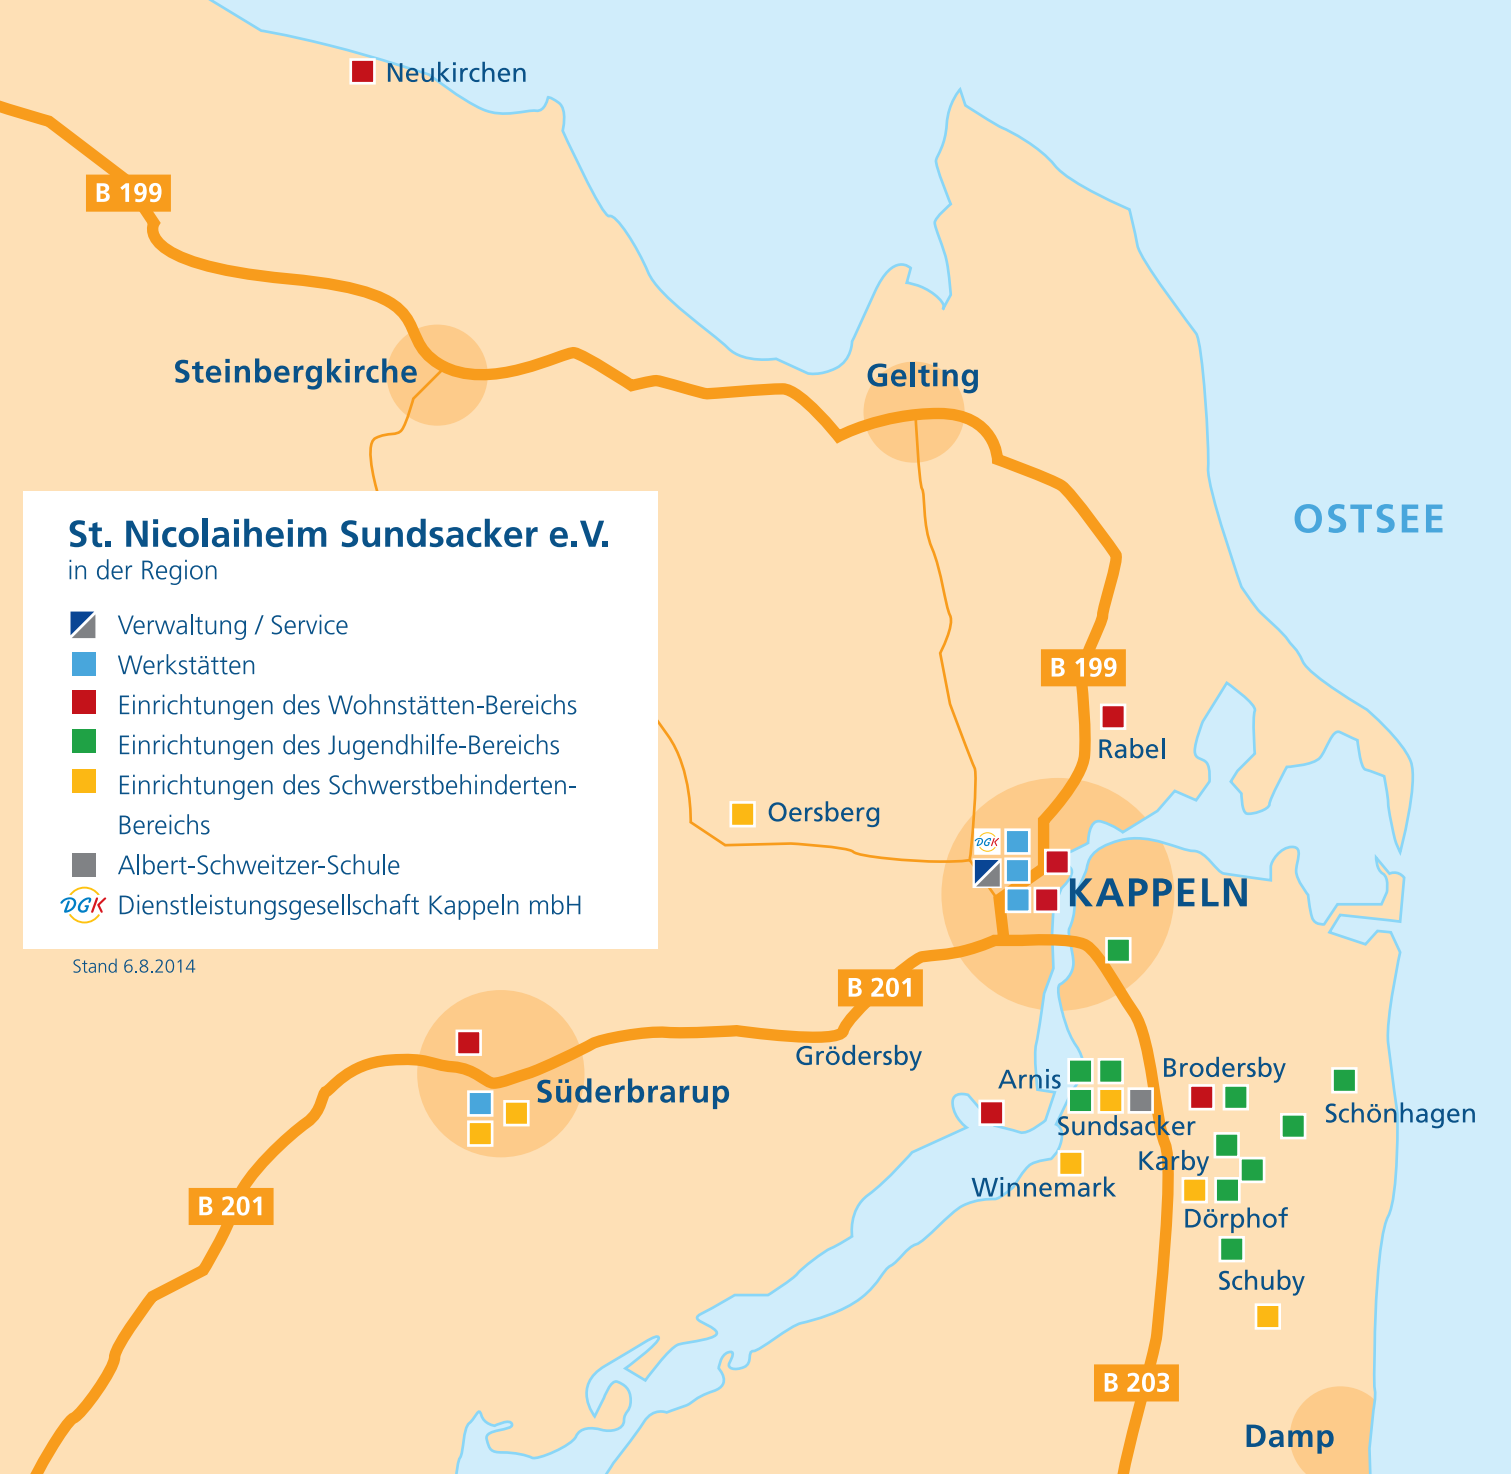 Neukirchen
B 199
Steinbergkirche
Gelting
OSTSEE
St. Nicolaiheim Sundsacker e.V.
in der Region
Verwaltung / Service
Werkstätten
Einrichtungen des Wohnstätten-Bereichs
Einrichtungen des Jugendhilfe-Bereichs
Einrichtungen des Schwerstbehinderten-
Bereichs
Albert-Schweitzer-Schule
DGK Dienstleistungsgesellschaft Kappeln mbH
Stand 6.8.2014
B 199
Rabel
Oersberg
DGK
KAPPELN
B 201
Grödersby
Arnis
Brodersby
Süderbrarup
Schönhagen
Sundsacker
Karby
Winnemark
B 201
Dörphof
Schuby
B 203
Damp